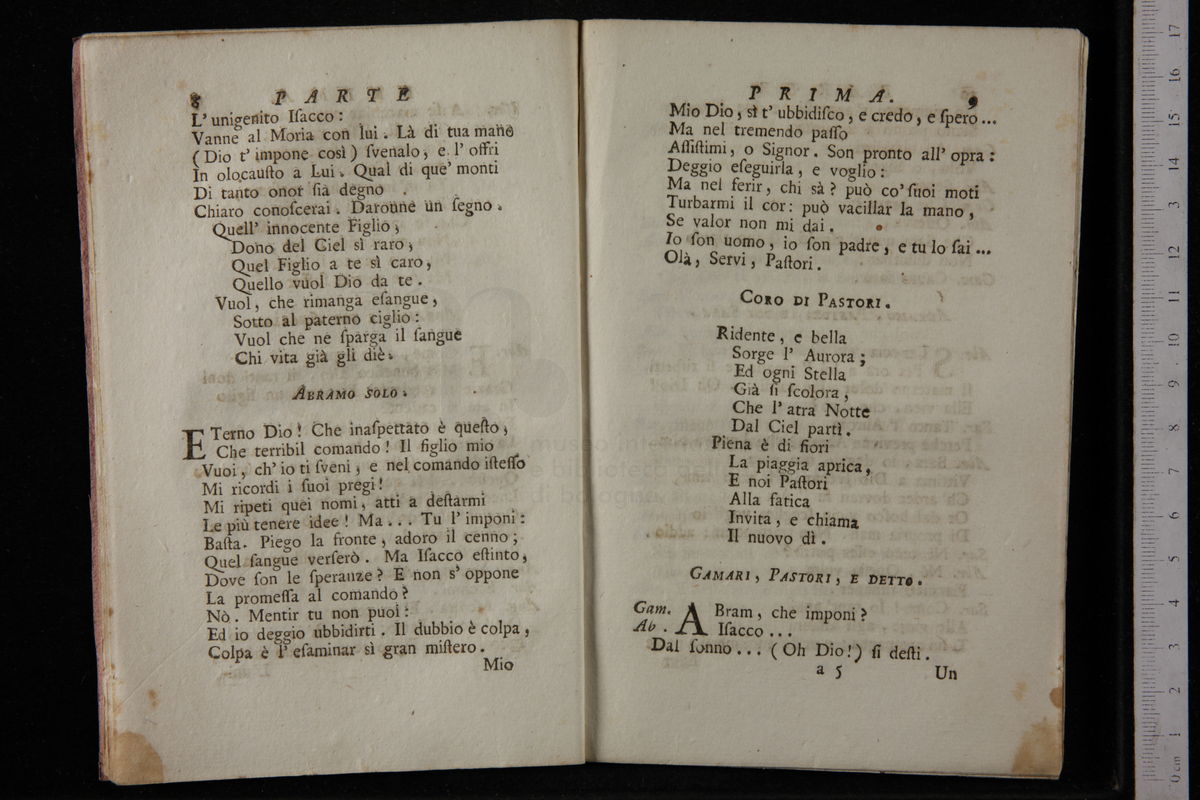 8 PARTE
L' unigenito Iſacco:
Vanne al Moria con lui. Là di tua mano
(Dio t' impone così) ſvenalo, e l' offri
In olocauſto a Lui. Qual di que' monti
Di tanto onor ſia degno
Chiaro conoſcerai. Daronne un ſegno.
Quell' innocente Figlio,
Dono del Ciel sì raro,
Quel Figlio a te sì caro,
Quello vuol Dio da te.
Vuol, che rimanga eſangue,
Sotto al paterno ciglio:
Vuol che ne ſparga il ſangue
Chi vita già gli diè.
ABRAMO SOLO.
ETerno Dio! Che inaſpettato è queſto,
Che terribil comando! Il figlio mio
Vuoi, ch' io ti ſveni, e nel comando iſteſſo
Mi ricordi i ſuoi pregi!
Mi ripeti quei nomi, atti a deſtarmi
Le più tenere idee! Ma... Tu l' imponi:
Baſta. Piego la fronte, adoro il cenno;
Quel ſangue verſerò. Ma Iſacco eſtinto,
Dove ſon le ſperanze? E non s' oppone
La promeſſa al comando?
Nò. Mentir tu non puoi:
Ed io deggio ubbidirti. Il dubbio è colpa,
Colpa è l' eſaminar sì gran miſtero.
Mio
PRIMA. 9
Mio Dio, sì t' ubbidiſco, e credo, e ſpero...
Ma nel tremendo paſſo
Aſſiſtimi, o Signor. Son pronto all' opra:
Deggio eſeguirla, e voglio:
Ma nel ferir, chi sà? può co' ſuoi moti
Turbarmi il cor: può vacillar la mano,
Se valor non mi dai.
Io ſon uomo, io ſon padre, e tu lo ſai...
Olà, Servi, Paſtori.
CORO DI PASTORI.
Ridente, e bella
Sorge l' Aurora;
Ed ogni Stella
Già ſi ſcolora,
Che l' atra Notte
Dal Ciel partì.
Piena è di fiori
La piaggia aprica,
E noi Paſtori
Alla fatica
Invita, e chiama
Il nuovo dì.
GAMARI, PASTORI, E DETTO.
Gam. ABram, che imponi?
Ab. Iſacco...
Dal ſonno... (Oh Dio!) ſi deſti.
a 5 Un